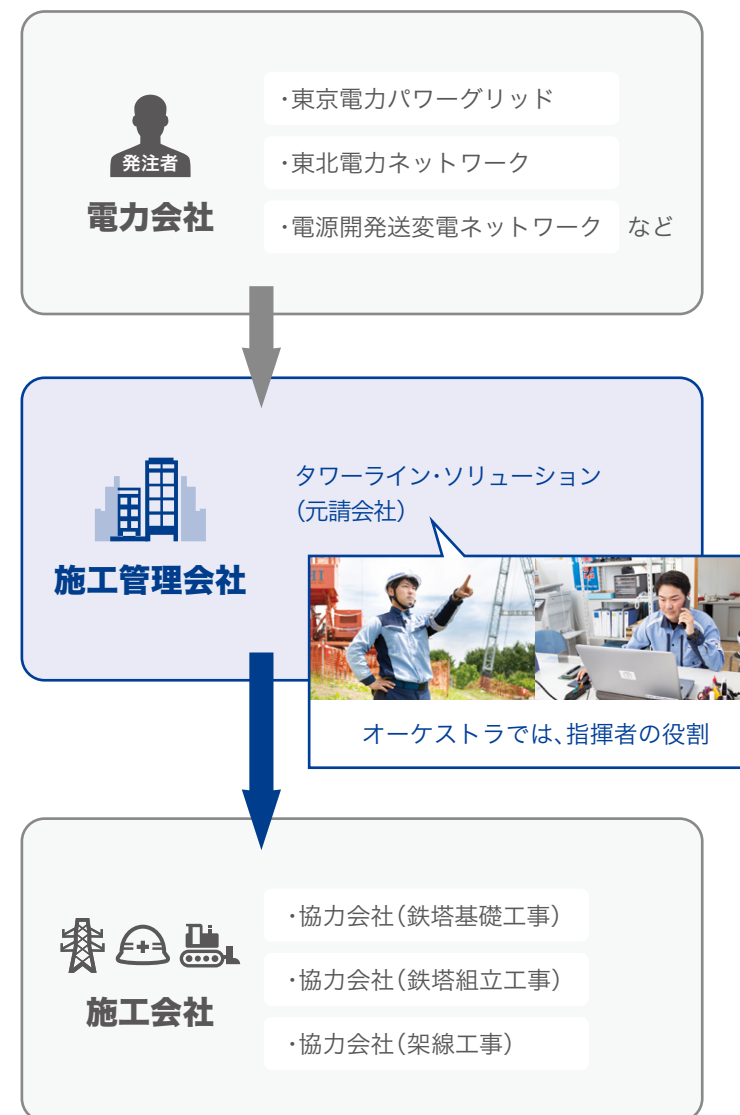 発注者
電力会社
・東京電力パワーグリッド
・東北電力ネットワーク
・電源開発送変電ネットワーク など
施工管理会社
タワーライン・ソリューション
（元請会社）
オーケストラでは、指揮者の役割
施工会社
・協力会社（鉄塔基礎工事）
・協力会社（鉄塔組立工事）
・協力会社（架線工事）